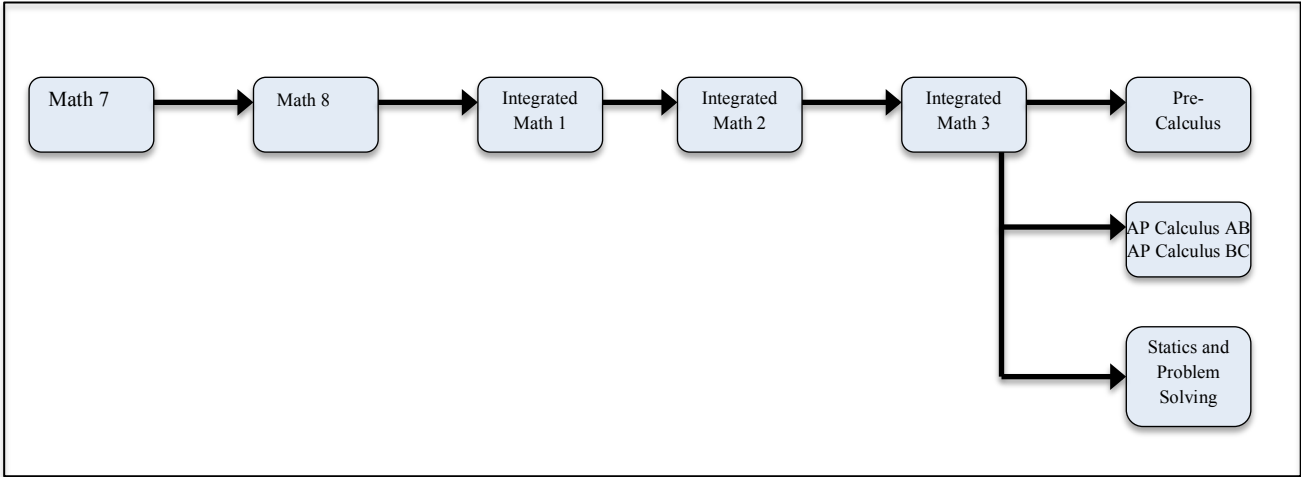 Math 7
Math 8
Integrated
Math 1
Integrated
Math 2
Integrated
Math 3
Pre-
Calculus
AP Calculus AB
AP Calculus BC
Statics and
Problem
Solving